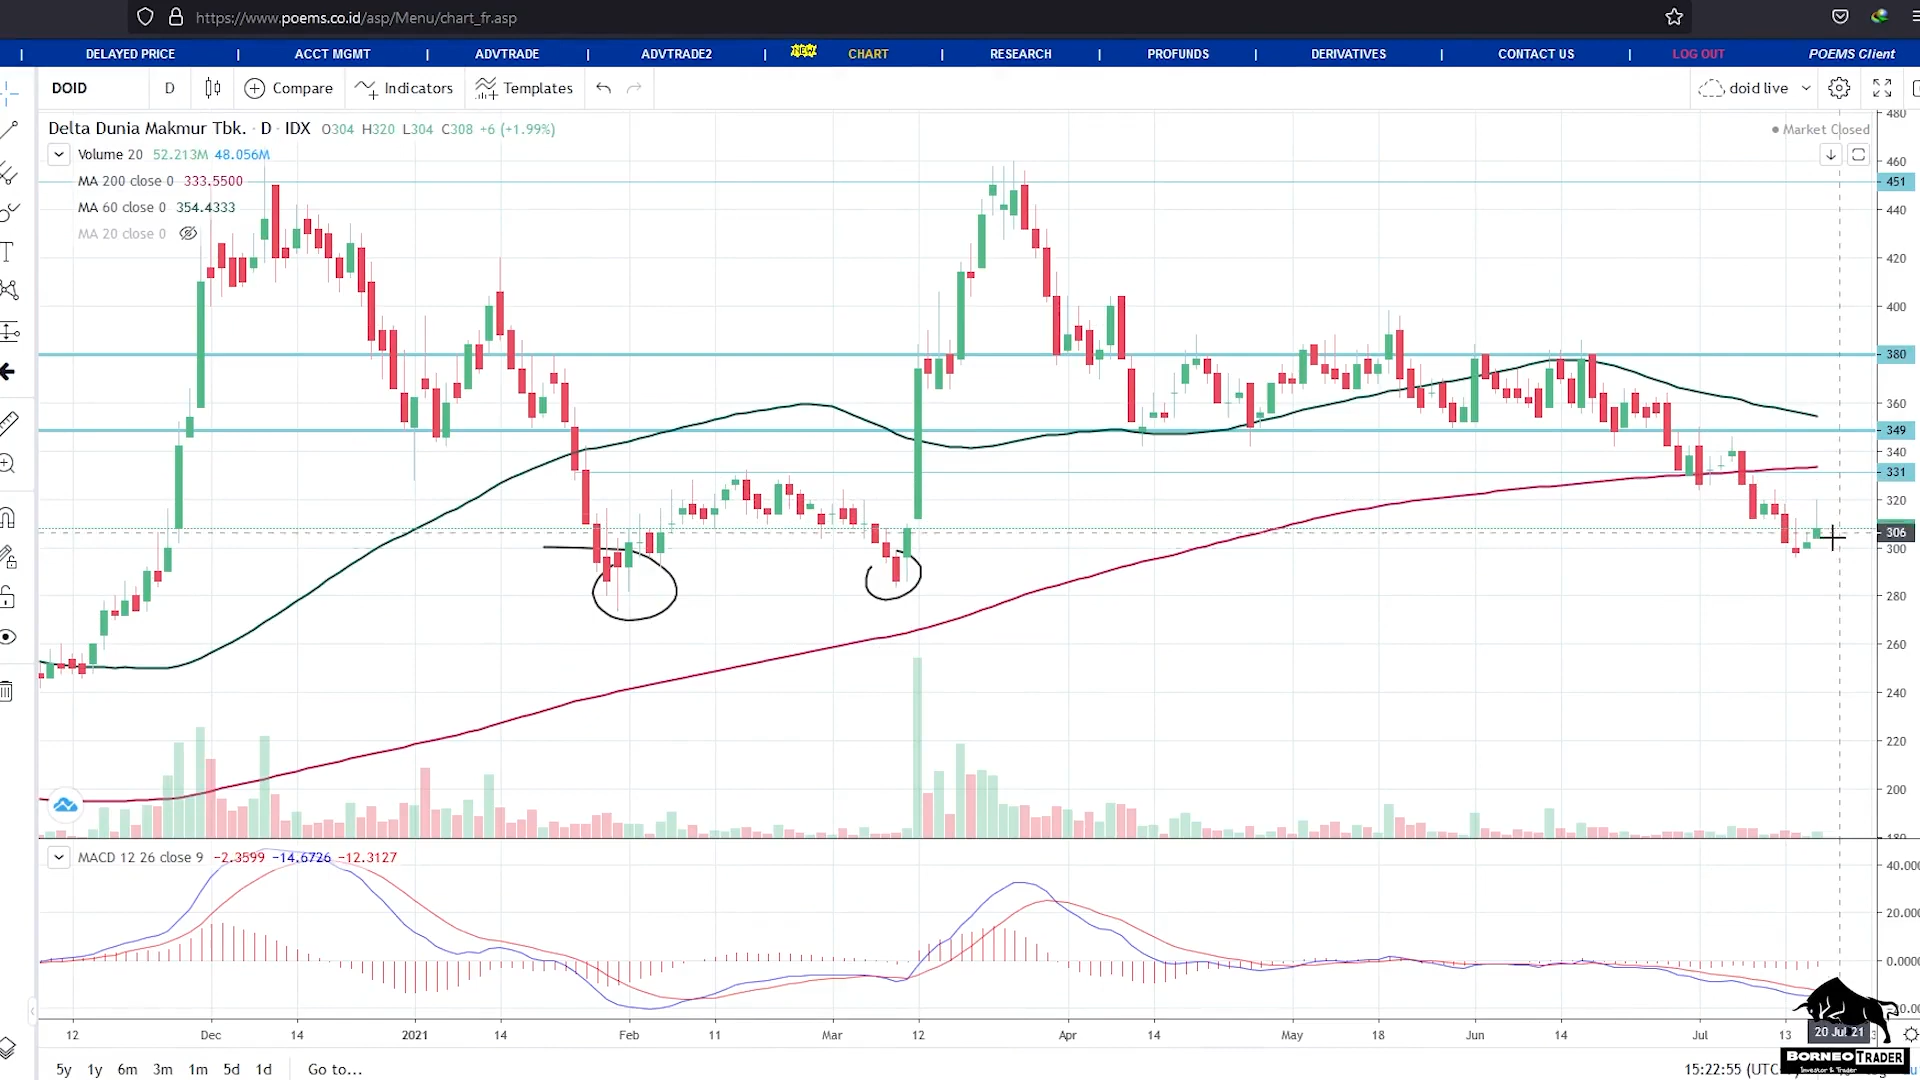 https://www.poems.co.id/asp/Menu/chart_fr.asp
| DELAYED PRICE | ACCT MGMT | ADVTRADE | ADVTRADE2 | NEW CHART | RESEARCH | PROFUNDS | DERIVATIVES | CONTACT US | LOG OUT POEMS Client
DOID D Compare Indicators Templates doid live
Delta Dunia Makmur Tbk. · D · IDX O304 H320 L304 C308 +6 (+1.99%)
Market Closed
Volume 20 52.213M 48.056M
MA 200 close 0 333.5500
MA 60 close 0 354.4333
MA 20 close 0
480
460
451
440
420
400
380
360
349
340
331
320
306
300
280
260
240
220
200
180
MACD 12 26 close 9 −2.3599 −14.6726 −12.3127
40.000
20.000
0.0000
12 Dec 14 2021 14 Feb 11 Mar 12 Apr 14 May 18 Jun 14 Jul 13 20 Jul '21
5y 1y 6m 3m 1m 5d 1d Go to...
15:22:55 (UTC
BORNEO TRADER
Investor & Trader